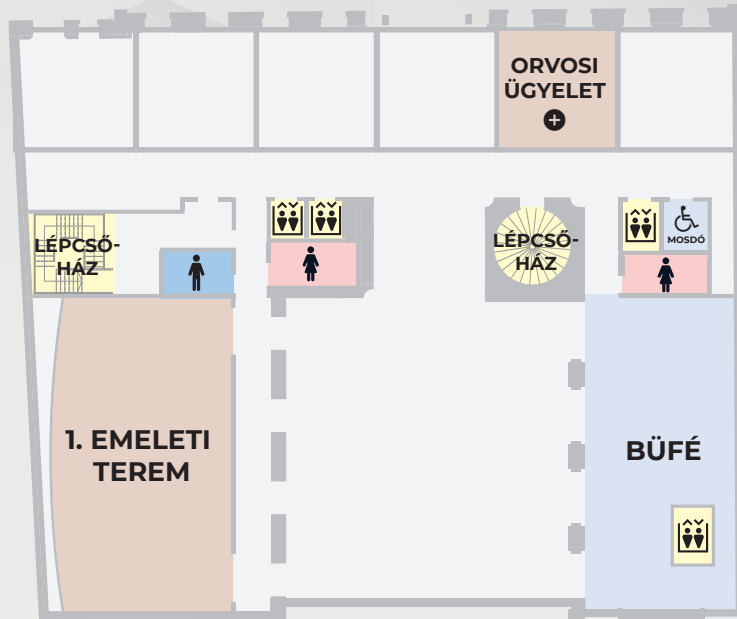 ORVOSI
ÜGYELET
LÉPCSŐ-
HÁZ
LÉPCSŐ-
HÁZ
MOSDÓ
1. EMELETI
TEREM
BÜFÉ